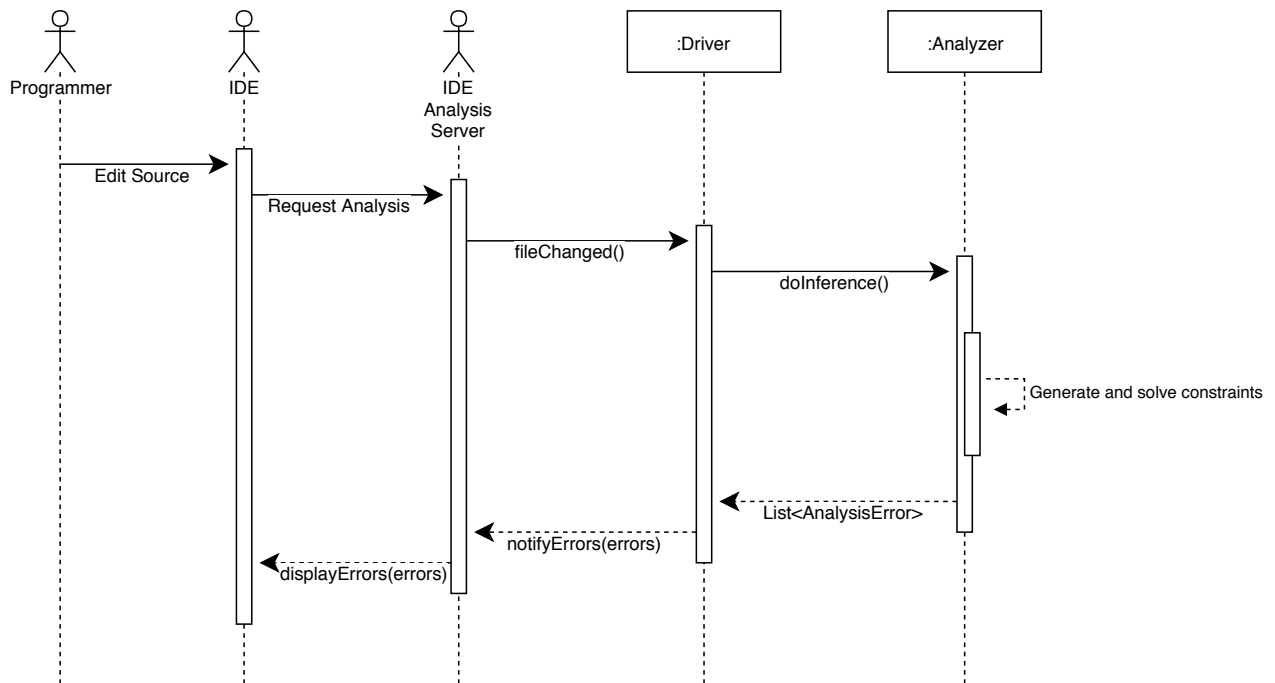 :Driver
:Analyzer
Programmer
IDE
IDE
Analysis
Server
Edit Source
Request Analysis
fileChanged()
doInference()
Generate and solve constraints
List<AnalysisError>
notifyErrors(errors)
displayErrors(errors)